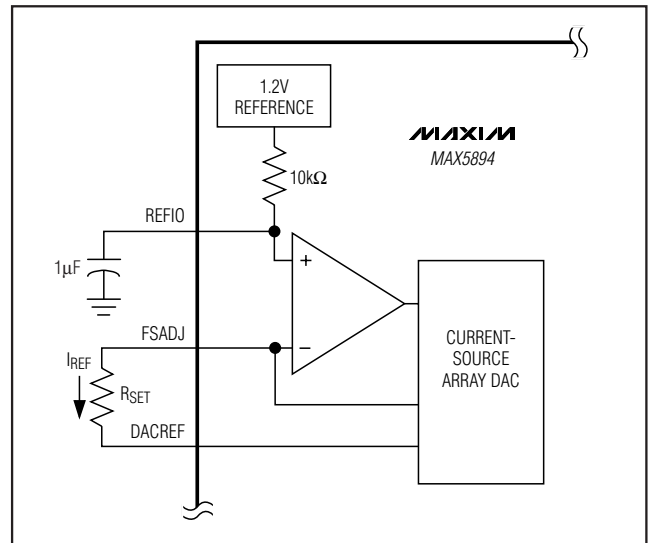 1.2V
REFERENCE
MAXIM
MAX5894
10kΩ
REFIO
1µF
+
FSADJ
−
CURRENT-
SOURCE
ARRAY DAC
IREF
RSET
DACREF